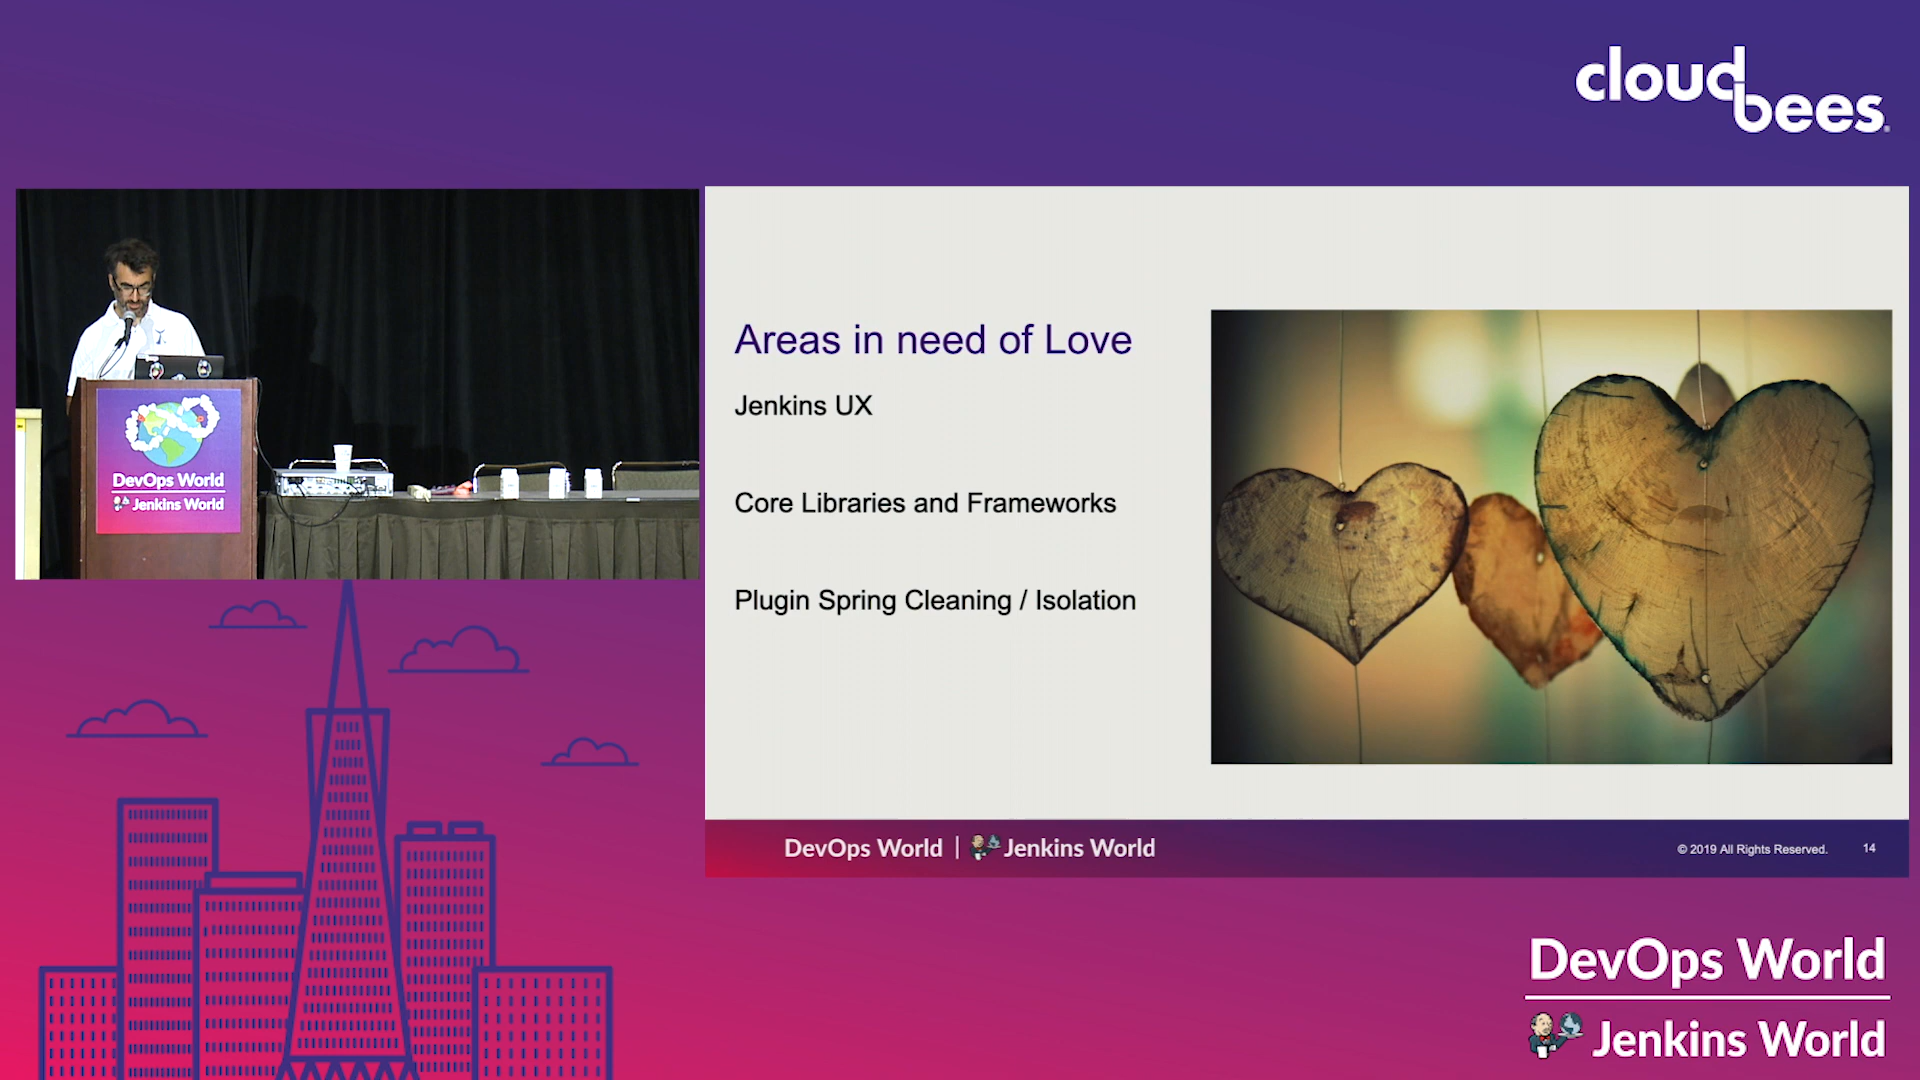 cloudbees
DevOps World
Jenkins World
Areas in need of Love
Jenkins UX
Core Libraries and Frameworks
Plugin Spring Cleaning / Isolation
DevOps World | Jenkins World
© 2019 All Rights Reserved.
14
DevOps World
Jenkins World